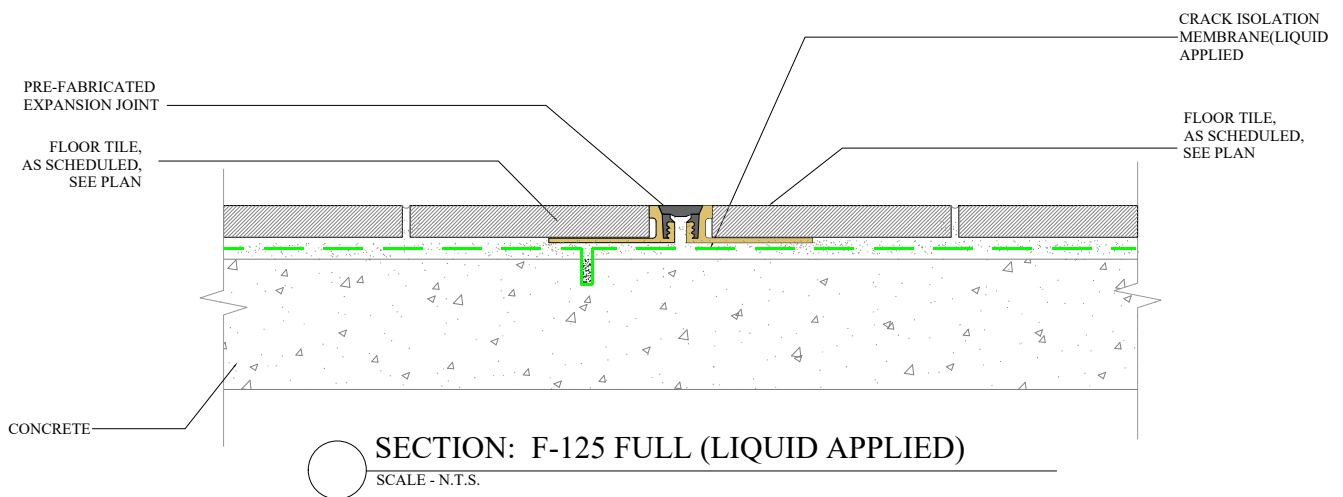 CRACK ISOLATION
MEMBRANE(LIQUID
APPLIED
PRE-FABRICATED
EXPANSION JOINT
FLOOR TILE,
AS SCHEDULED,
SEE PLAN
FLOOR TILE,
AS SCHEDULED,
SEE PLAN
CONCRETE
SECTION: F-125 FULL (LIQUID APPLIED)
SCALE - N.T.S.